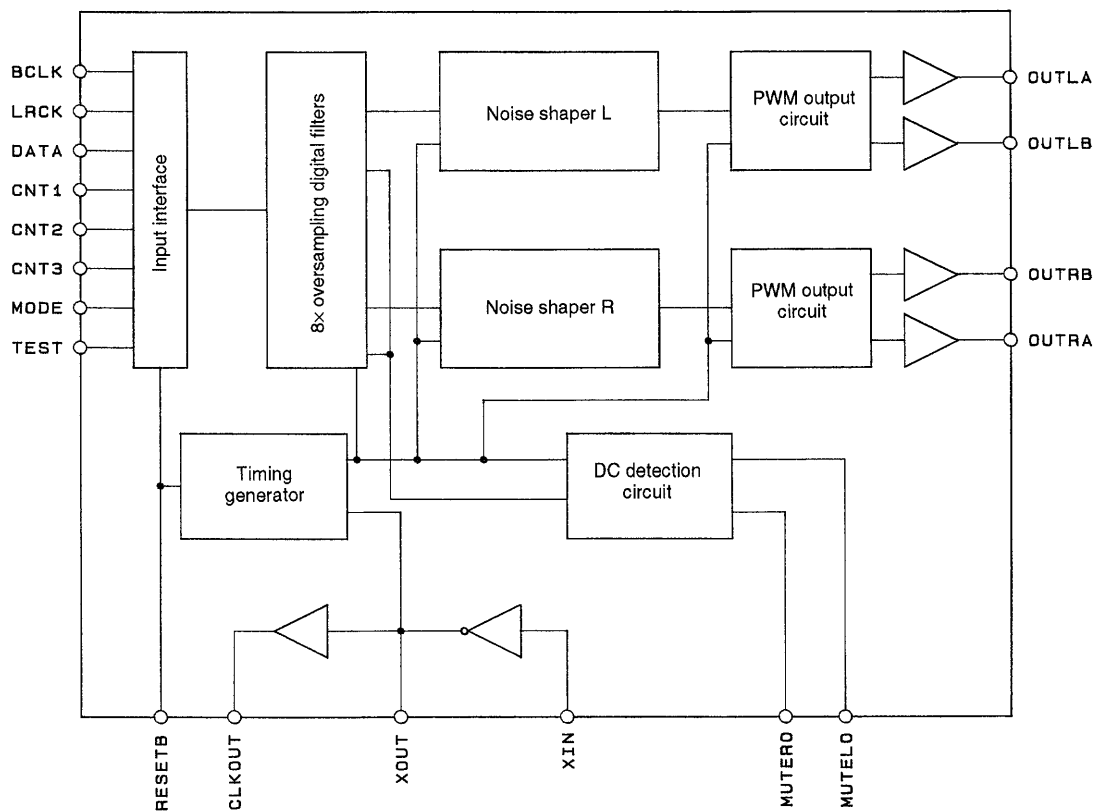 BCLK
LRCK
DATA
CNT1
CNT2
CNT3
MODE
TEST
Input interface
8x oversampling digital filters
Noise shaper L
Noise shaper R
PWM output
circuit
PWM output
circuit
OUTLA
OUTLB
OUTRB
OUTRA
Timing
generator
DC detection
circuit
RESETB
CLKOUT
XOUT
XIN
MUTERO
MUTELO